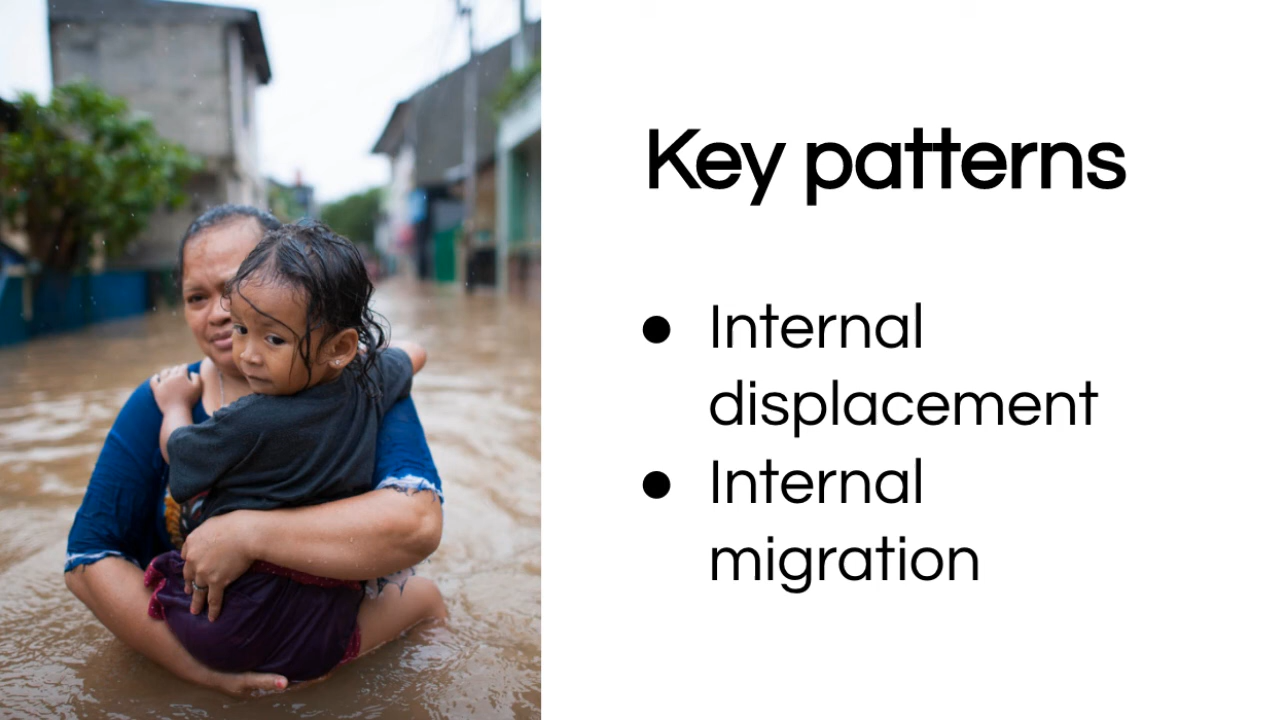 Key patterns
● Internal
displacement
● Internal
migration